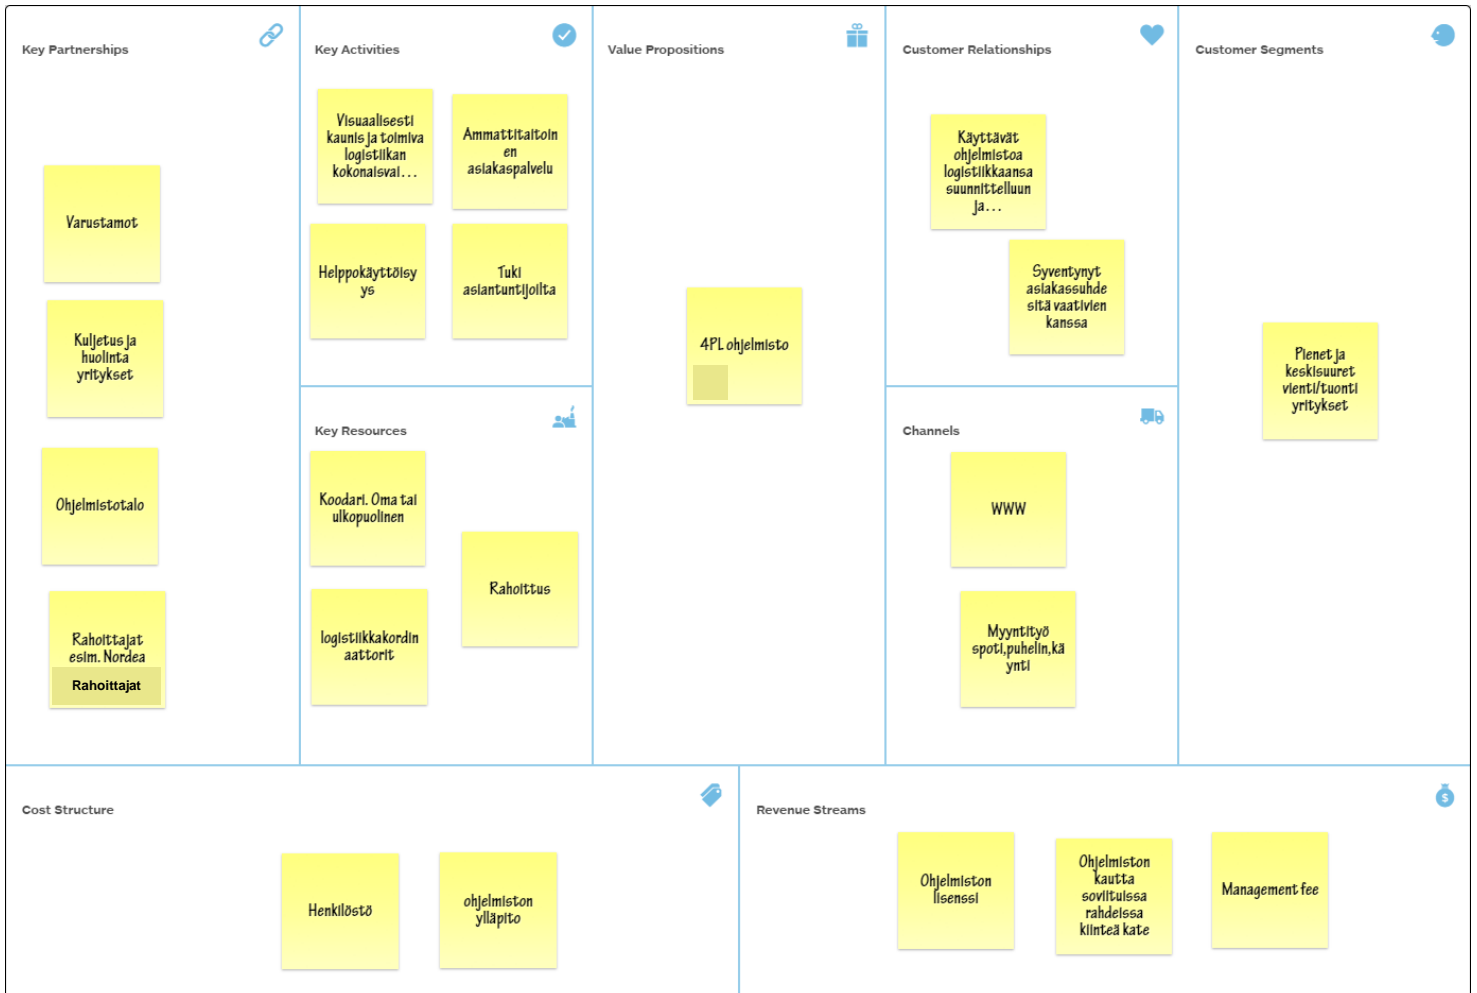 Key Partnerships
Varustamot
Kuljetus ja
huolinta
yritykset
Ohjelmistotalo
Rahoittajat
esim. Nordea
Rahoittajat
Key Activities
Visuaalisesti
kaunis ja toimiva
logistiikan
kokonaisvai...
Ammattitaitoin
en
asiakaspalvelu
Helppokäyttöisy
ys
Tuki
asiantuntijoilta
Key Resources
Koodari. Oma tai
ulkopuolinen
Rahoittus
logistiikkakordin
aattorit
Value Propositions
4PL ohjelmisto
Customer Relationships
Käyttävät
ohjelmistoa
logistiikkaansa
suunnittelluun
ja...
Syventynyt
asiakassuhde
sitä vaativien
kanssa
Channels
WWW
Myyntityö
spoti,puhelin,kä
ynti
Customer Segments
Pienet ja
keskisuuret
vienti/tuonti
yritykset
Cost Structure
Henkilöstö
ohjelmiston
ylläpito
Revenue Streams
Ohjelmiston
lisenssi
Ohjelmiston
kautta
sovituissa
rahdeissa
kiinteä kate
Management fee